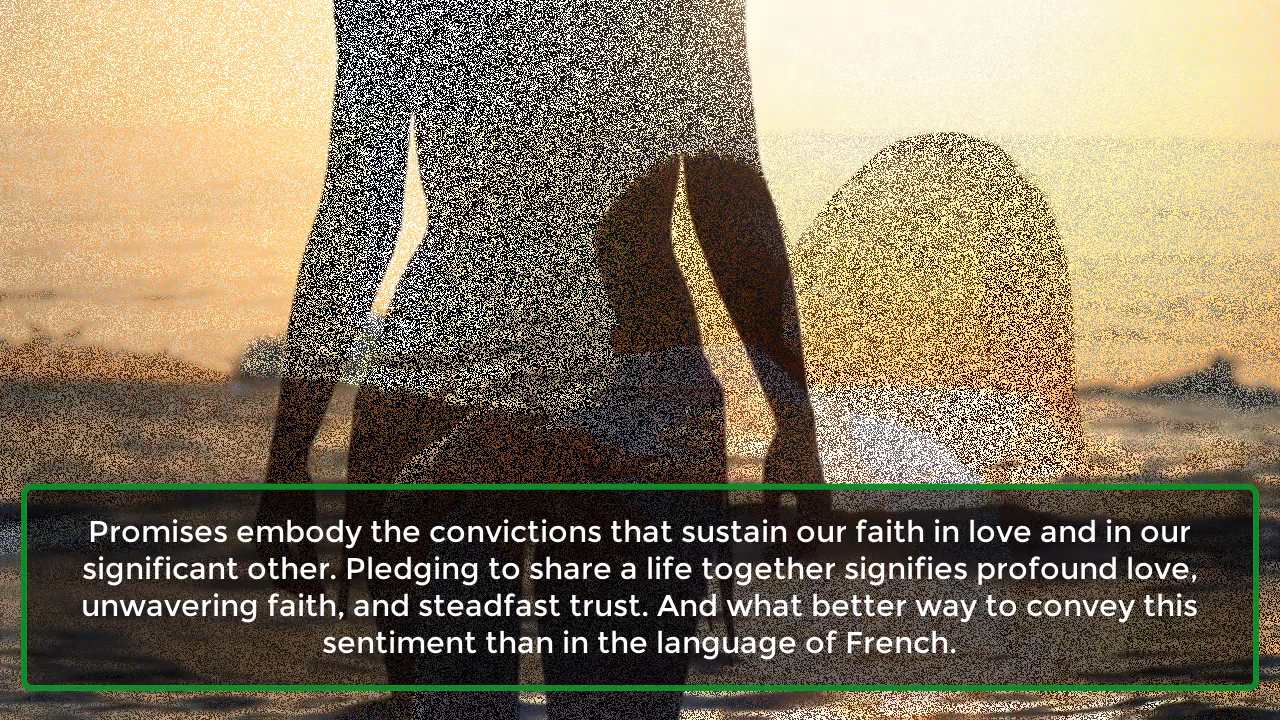 Promises embody the convictions that sustain our faith in love and in our
significant other. Pledging to share a life together signifies profound love,
unwavering faith, and steadfast trust. And what better way to convey this
sentiment than in the language of French.